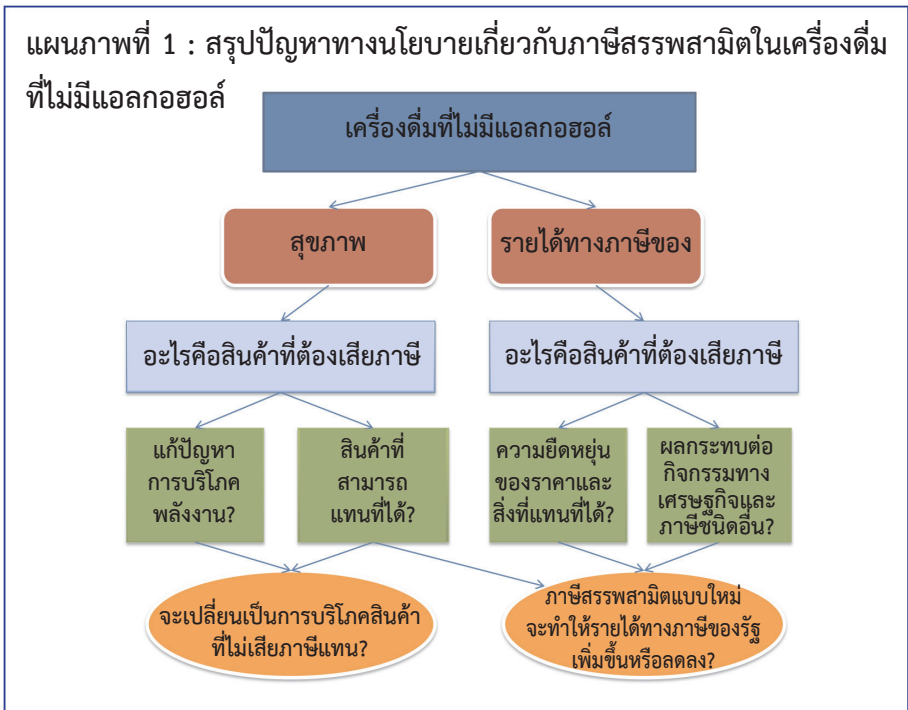 แผนภาพที่ 1 : สรุปปัญหาทางนโยบายเกี่ยวกับภาษีสรรพสามิตในเครื่องดื่ม
ที่ไม่มีแอลกอฮอล์
เครื่องดื่มที่ไม่มีแอลกอฮอล์
สุขภาพ
รายได้ทางภาษีของ
อะไรคือสินค้าที่ต้องเสียภาษี
อะไรคือสินค้าที่ต้องเสียภาษี
แก้ปัญหา
การบริโภค
พลังงาน?
สินค้าที่
สามารถ
แทนที่ได้?
ความยืดหยุ่น
ของราคาและ
สิ่งที่แทนที่ได้?
ผลกระทบต่อ
กิจกรรมทาง
เศรษฐกิจและ
ภาษีชนิดอื่น?
จะเปลี่ยนเป็นการบริโภคสินค้า
ที่ไม่เสียภาษีแทน?
ภาษีสรรพสามิตแบบใหม่
จะทำให้รายได้ทางภาษีของรัฐ
เพิ่มขึ้นหรือลดลง?